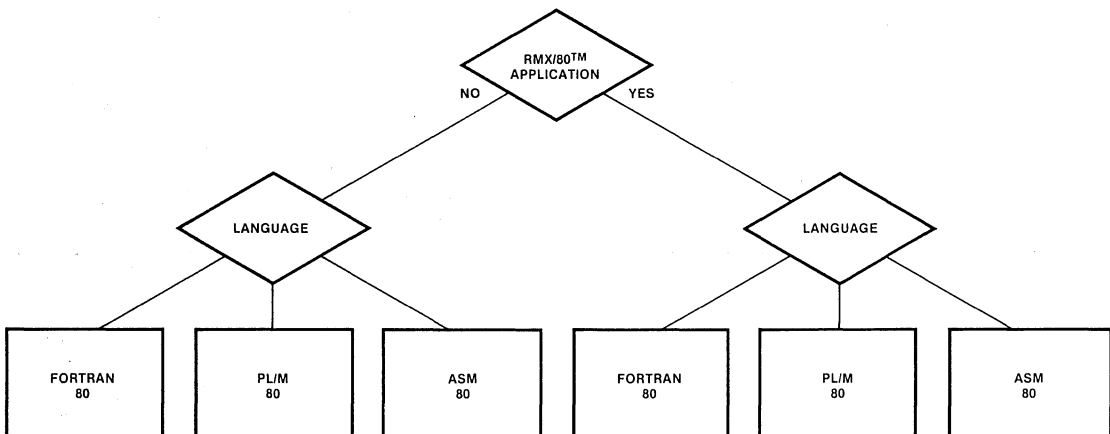 RMX/80™
APPLICATION
NO
YES
LANGUAGE
LANGUAGE
FORTRAN
80
PL/M
80
ASM
80
FORTRAN
80
PL/M
80
ASM
80